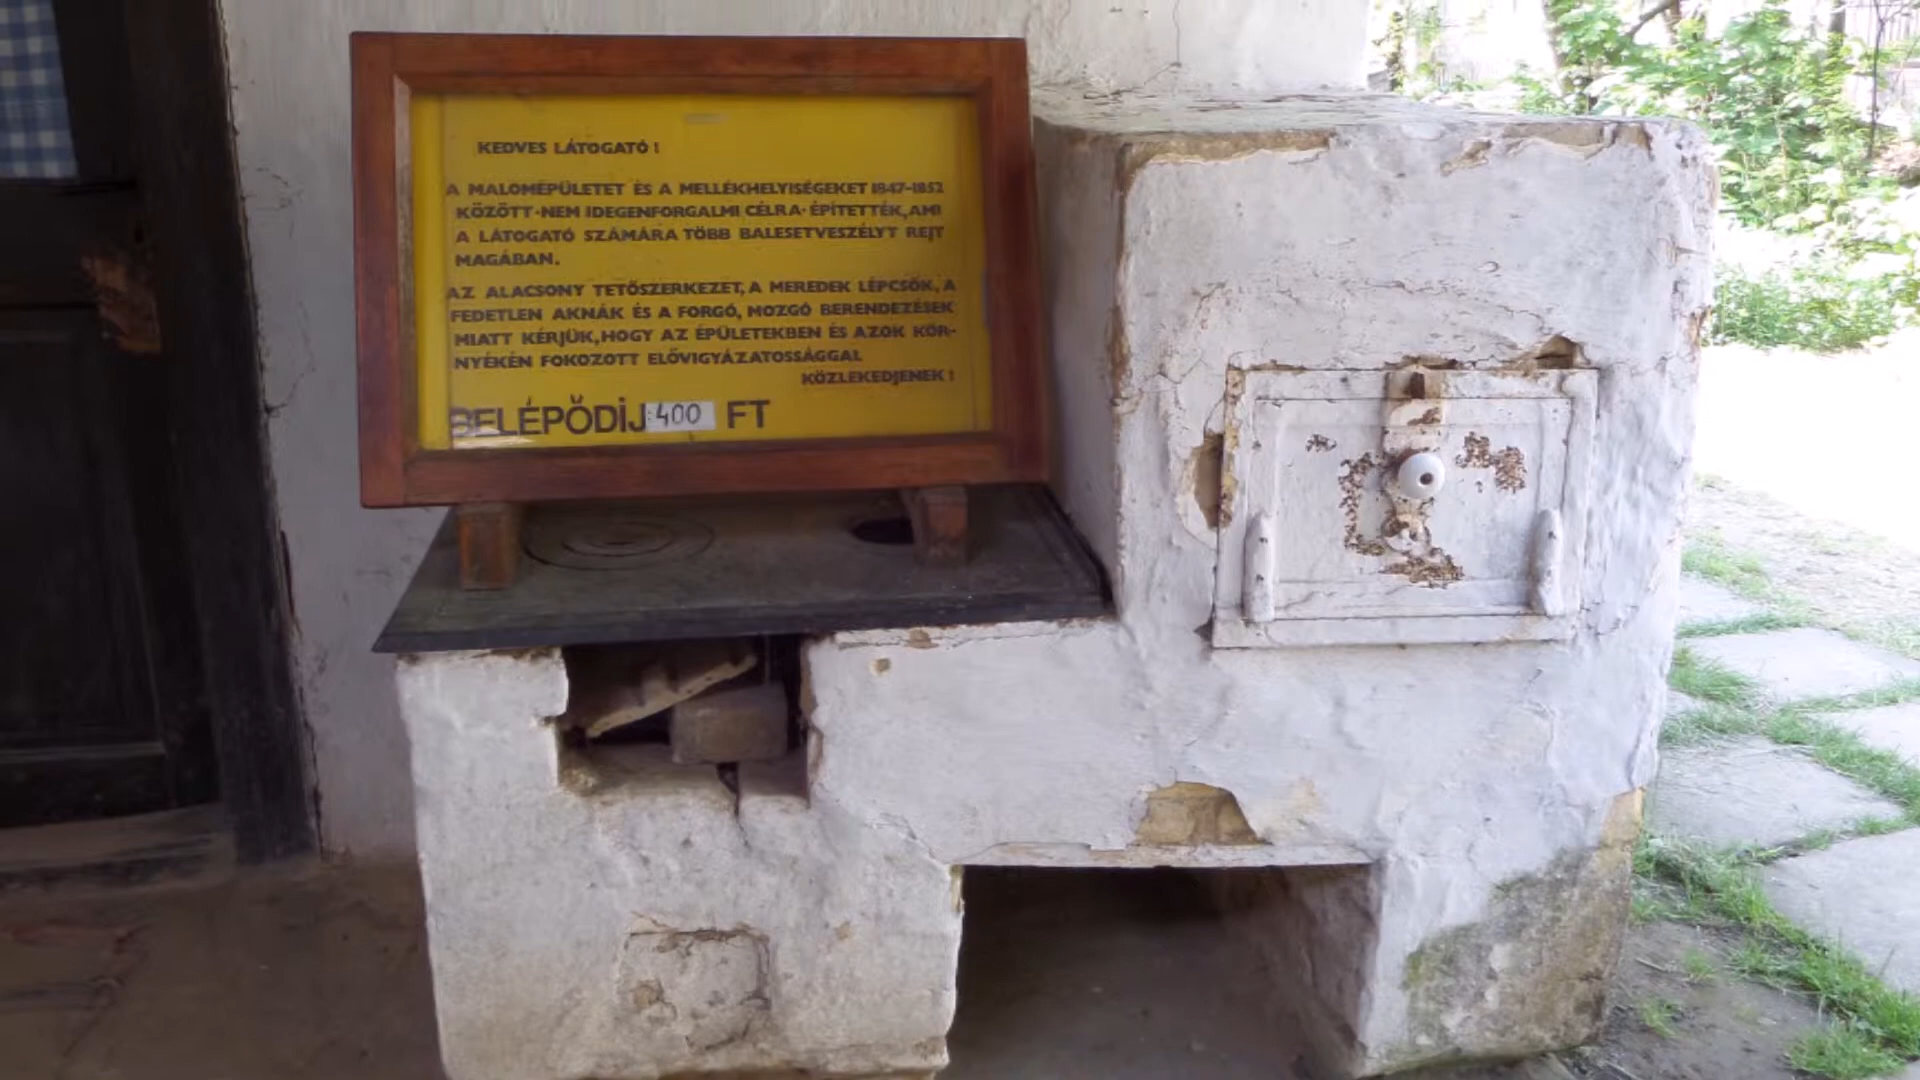 KEDVES LÁTOGATÓ !
A MALOMÉPÜLETET ÉS A MELLÉKHELYISÉGEKET 1847-1852
KÖZÖTT-NEM IDEGENFORGALMI CÉLRA-ÉPÍTETTÉK, AMI
A LÁTOGATÓ SZÁMÁRA TÖBB BALESETVESZÉLYT REJT
MAGÁBAN.
AZ ALACSONY TETŐSZERKEZET, A MEREDEK LÉPCSŐK, A
FEDETLEN AKNÁK ÉS A FORGÓ, MOZGÓ BERENDEZÉSEK
MIATT KÉRJÜK, HOGY AZ ÉPÜLETEKBEN ÉS AZOK KÖR-
NYÉKÉN FOKOZOTT ELŐVIGYÁZATOSSÁGGAL
KÖZLEKEDJENEK !
BELÉPŐDÍJ: 400 FT